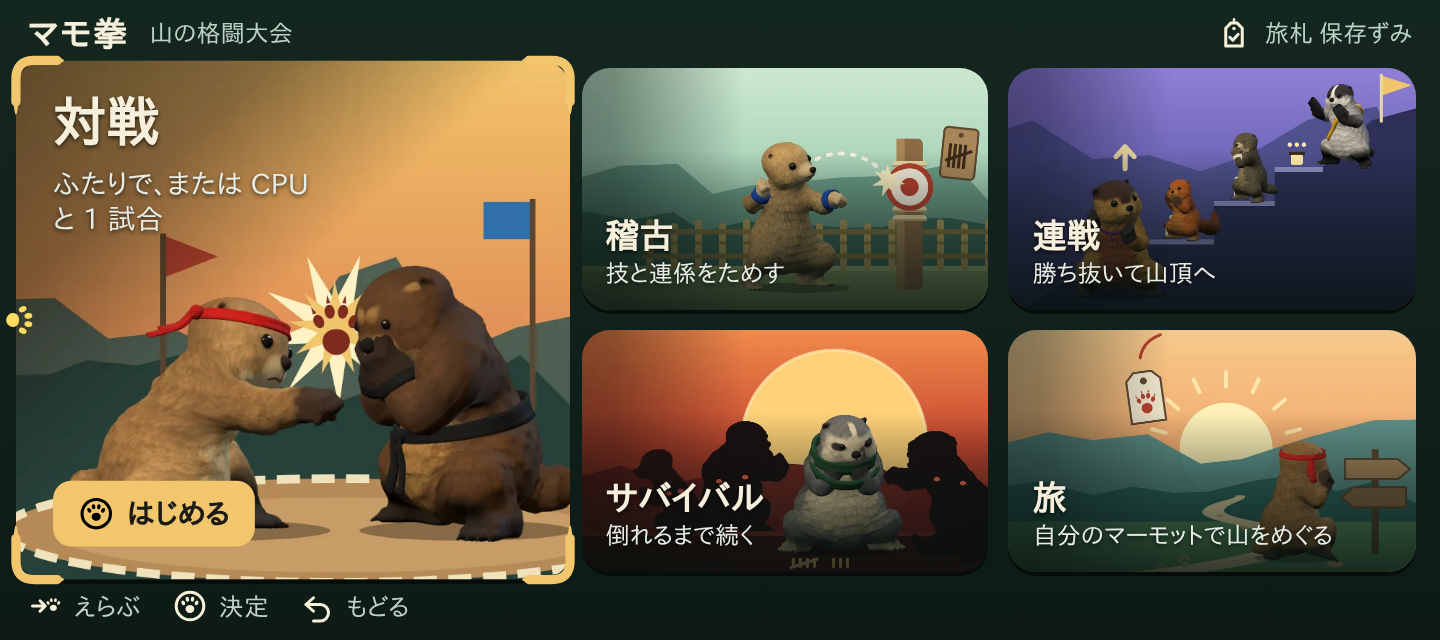 マモ拳 山の格闘大会
旅札 保存ずみ
対戦
ふたりで、または CPU
と 1 試合
はじめる
稽古
技と連係をためす
連戦
勝ち抜いて山頂へ
サバイバル
倒れるまで続く
旅
自分のマーモットで山をめぐる
えらぶ 決定 もどる